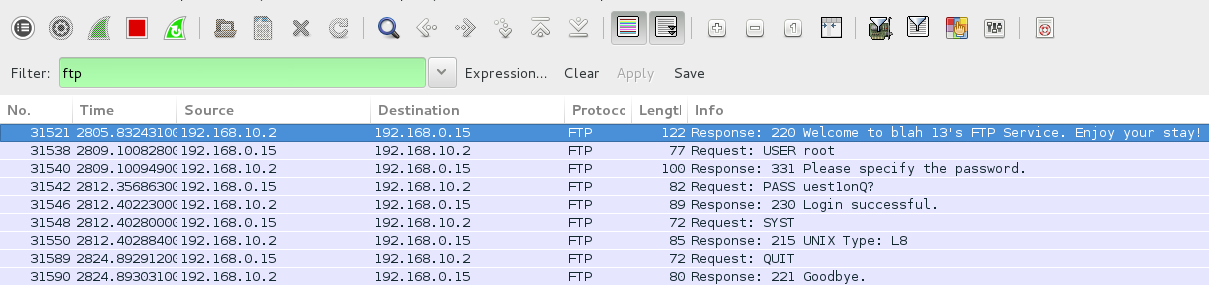 Filter: ftp Expression... Clear Apply Save
No. Time Source Destination Protocc Lengtl Info
31521 2805.83243100 192.168.10.2 192.168.0.15 FTP 122 Response: 220 Welcome to blah 13's FTP Service. Enjoy your stay!
31538 2809.10082800 192.168.0.15 192.168.10.2 FTP 77 Request: USER root
31540 2809.10094900 192.168.10.2 192.168.0.15 FTP 100 Response: 331 Please specify the password.
31542 2812.35686300 192.168.0.15 192.168.10.2 FTP 82 Request: PASS uest1onQ?
31546 2812.40223000 192.168.10.2 192.168.0.15 FTP 89 Response: 230 Login successful.
31548 2812.40280000 192.168.0.15 192.168.10.2 FTP 72 Request: SYST
31550 2812.40288400 192.168.10.2 192.168.0.15 FTP 85 Response: 215 UNIX Type: L8
31589 2824.89291200 192.168.0.15 192.168.10.2 FTP 72 Request: QUIT
31590 2824.89303100 192.168.10.2 192.168.0.15 FTP 80 Response: 221 Goodbye.